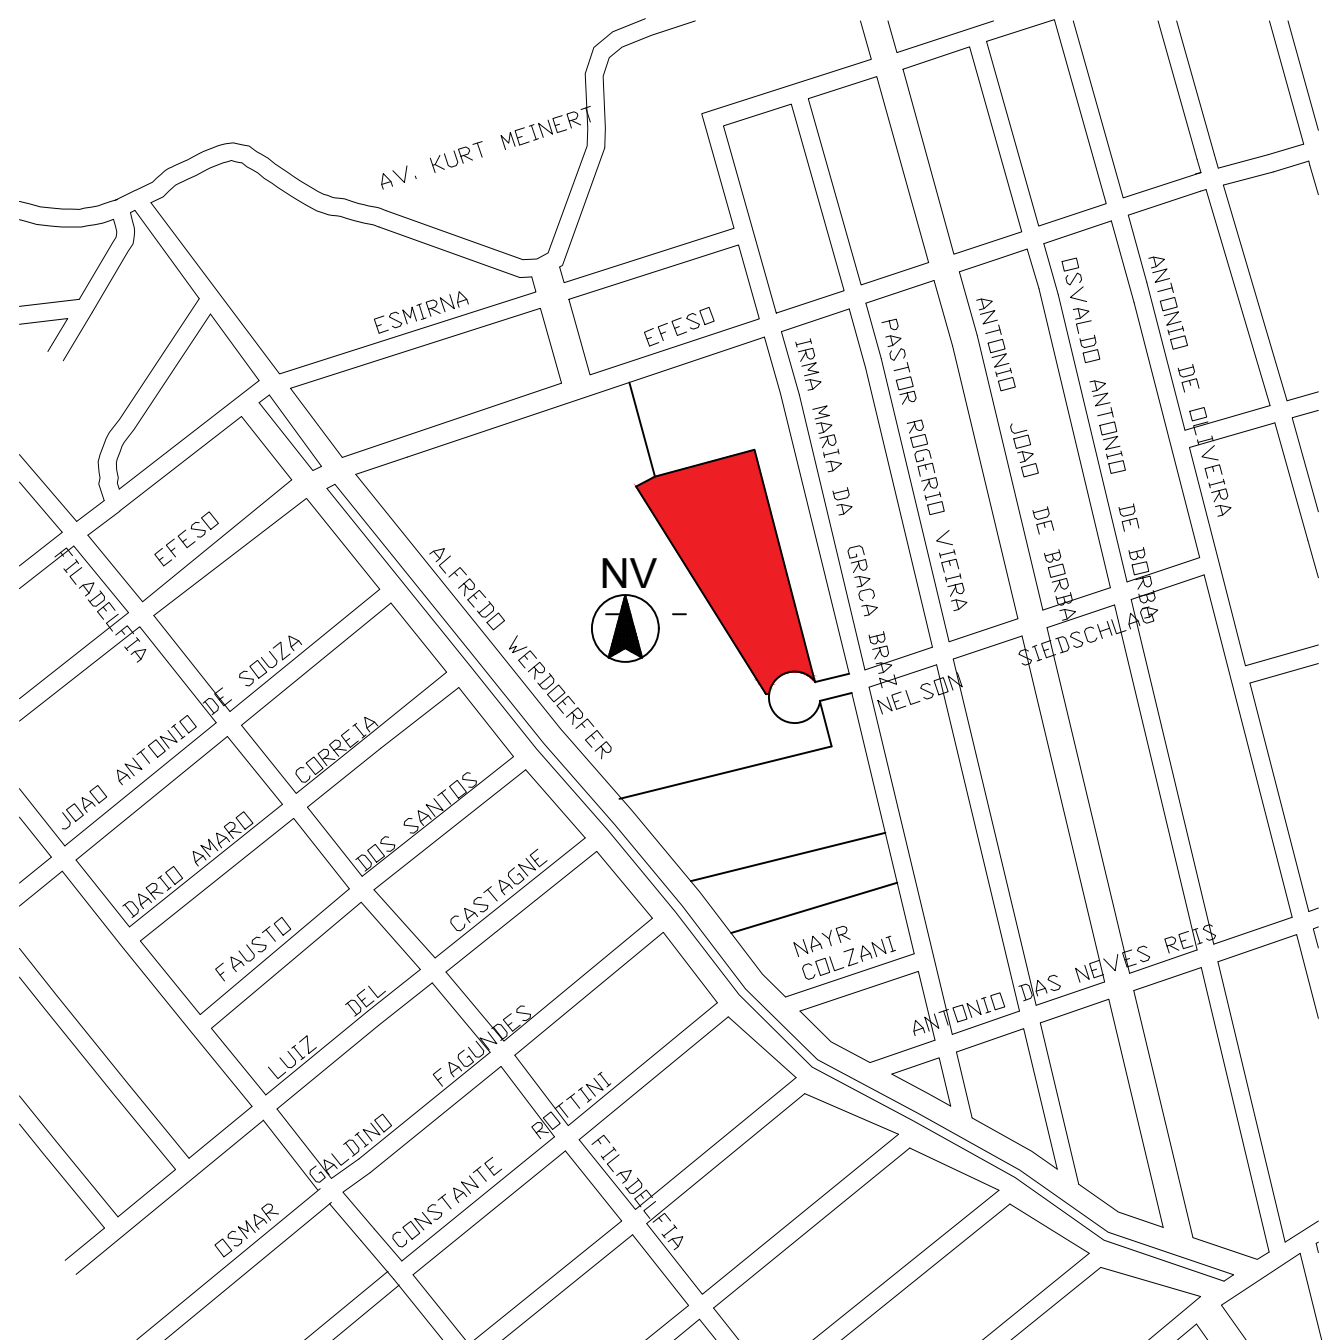 AV. KURT MEINERT
ESMIRNA
EFESO
IRMA MARIA DA GRACA BRAZ
PASTOR ROGERIO VIEIRA
ANTONIO JOAO DE BORBA
OSVALDO ANTONIO DE BORBA
ANTONIO DE OLIVEIRA
NV
EFESO
FILADELFIA
ALFREDO WERDOERFER
NELSON SIEDSCHLAG
JOAO ANTONIO DE SOUZA
DARIO AMARO CORREIA
FAUSTO DOS SANTOS
LUIZ DEL CASTAGNE
NAYR
COLZANI
ANTONIO DAS NEVES REIS
OSMAR GALDINO FAGUNDES
CONSTANTE ROTTINI
FILADELFIA